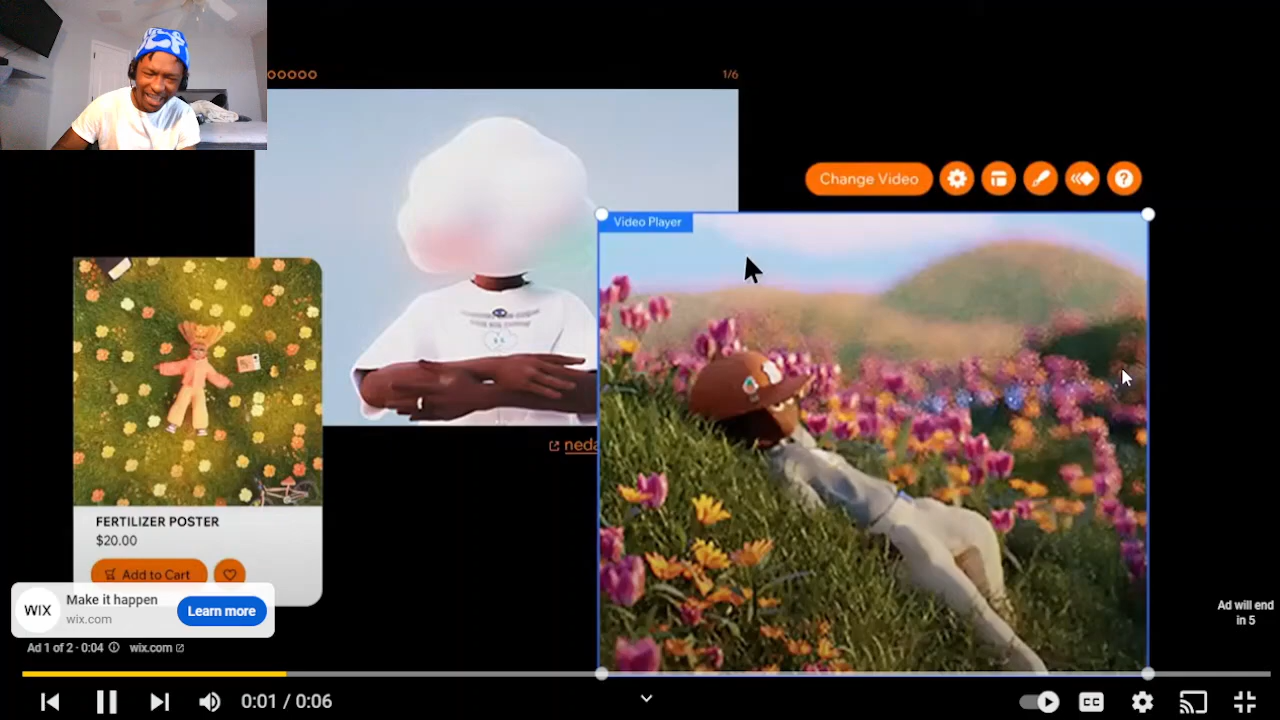 1/6
Change Video
Video Player
neda
FERTILIZER POSTER
$20.00
Add to Cart
WIX
Make it happen
wix.com
Learn more
Ad will end
in 5
Ad 1 of 2 · 0:04
wix.com
0:01 / 0:06
CC